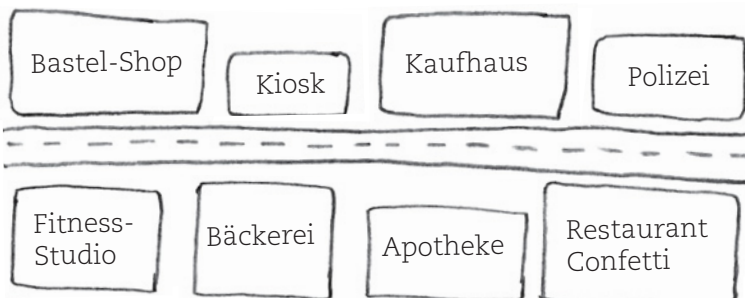 Bastel-Shop
Kiosk
Kaufhaus
Polizei
Fitness-
Studio
Bäckerei
Apotheke
Restaurant
Confetti